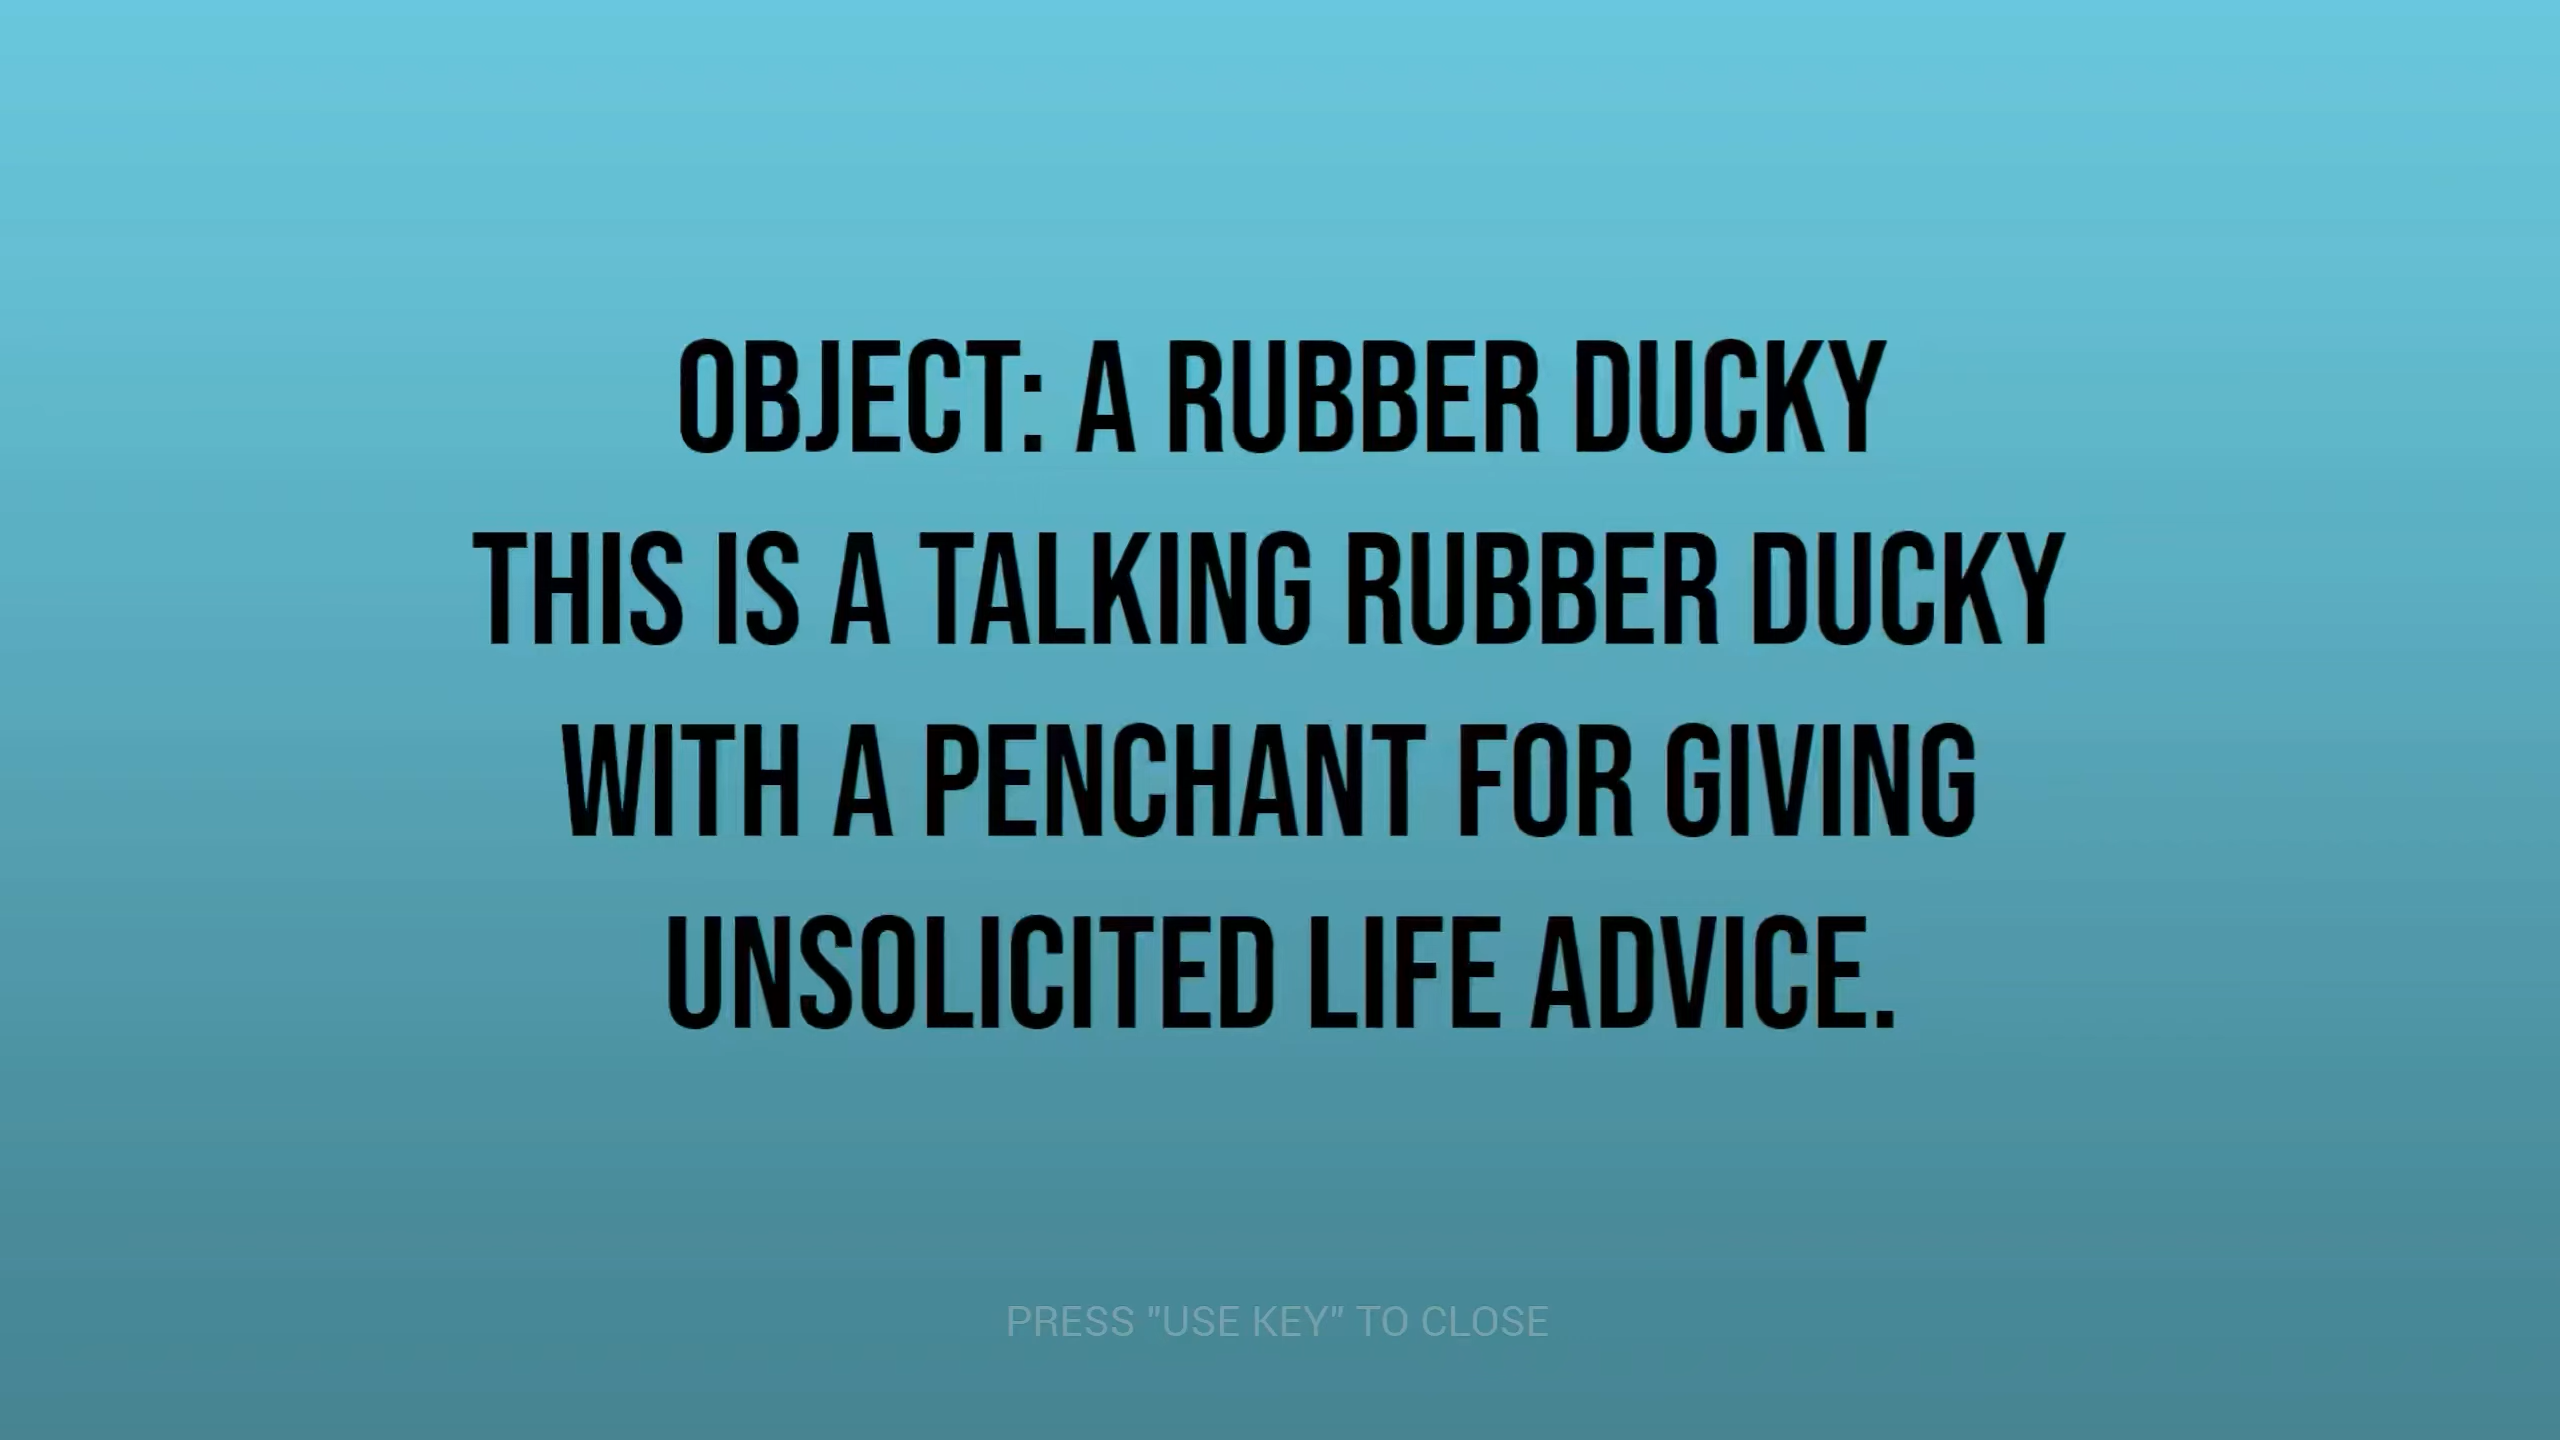 OBJECT: A RUBBER DUCKY
THIS IS A TALKING RUBBER DUCKY
WITH A PENCHANT FOR GIVING
UNSOLICITED LIFE ADVICE.
PRESS "USE KEY" TO CLOSE